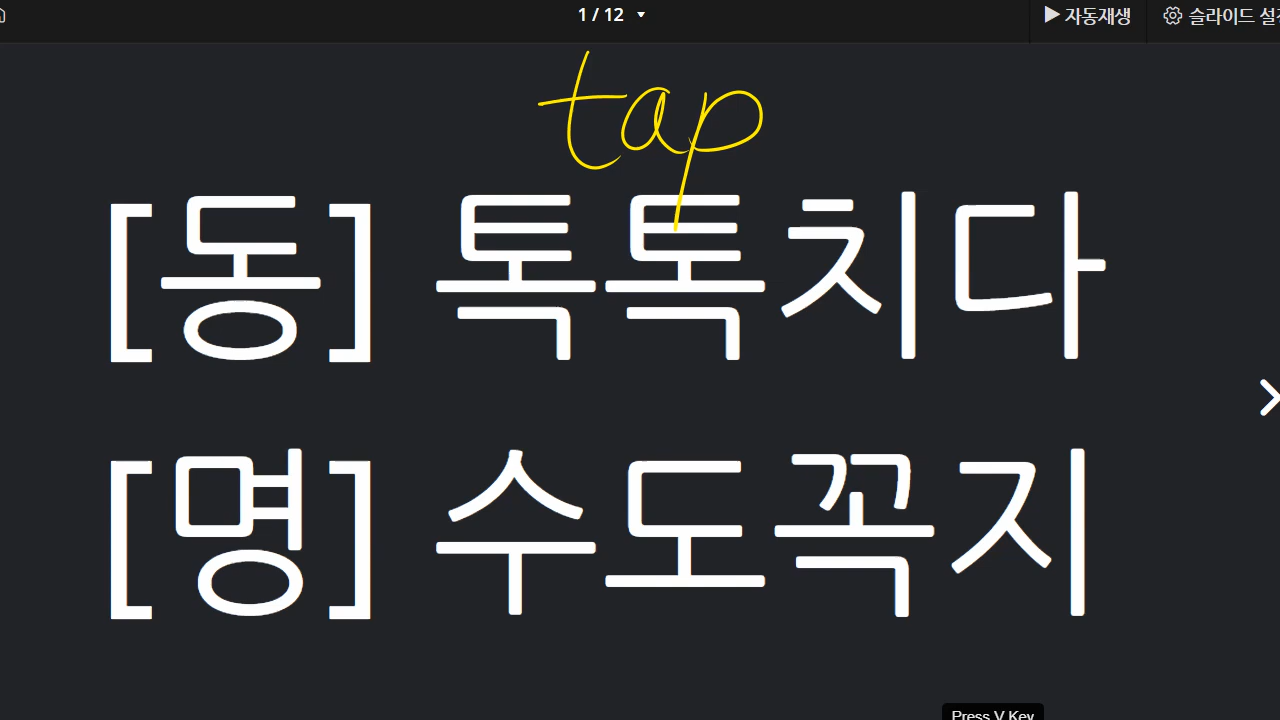 1 / 12
자동재생
슬라이드 설
tap
[동] 톡톡치다
[명] 수도꼭지
Press V Key